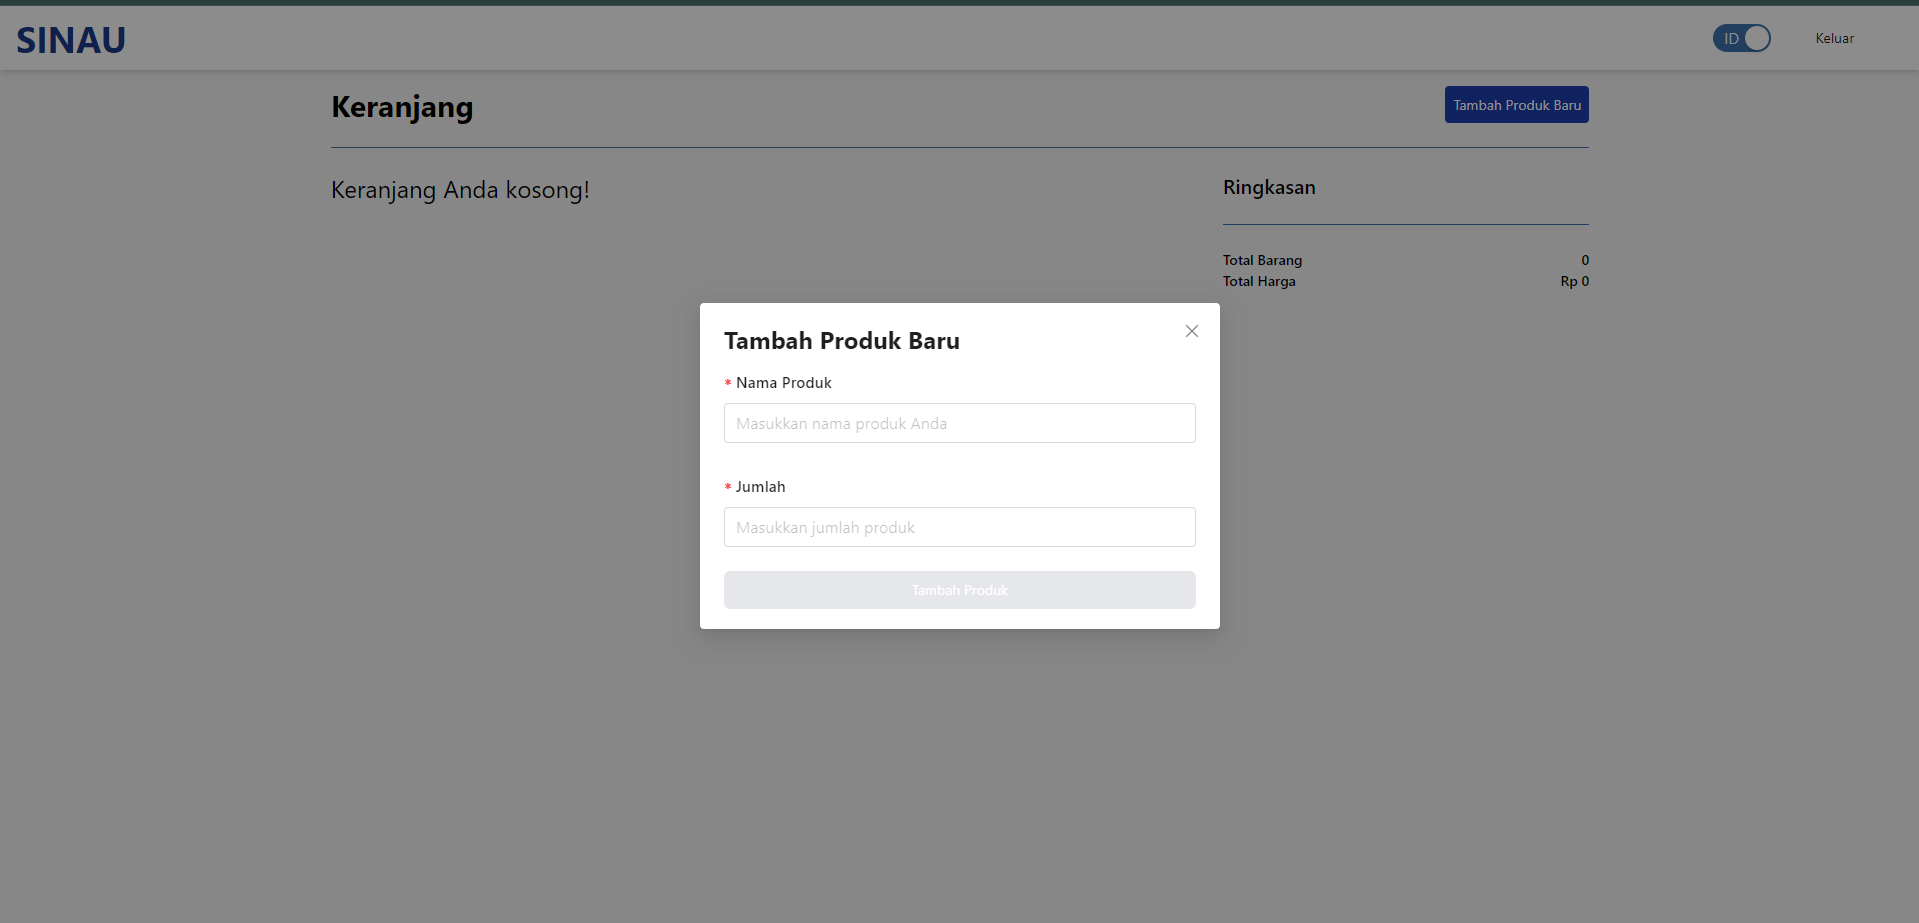 SINAU
ID
Keluar
Keranjang
Tambah Produk Baru
Keranjang Anda kosong!
Ringkasan
Total Barang 0
Total Harga Rp 0
Tambah Produk Baru
* Nama Produk
Masukkan nama produk Anda
* Jumlah
Masukkan jumlah produk
Tambah Produk